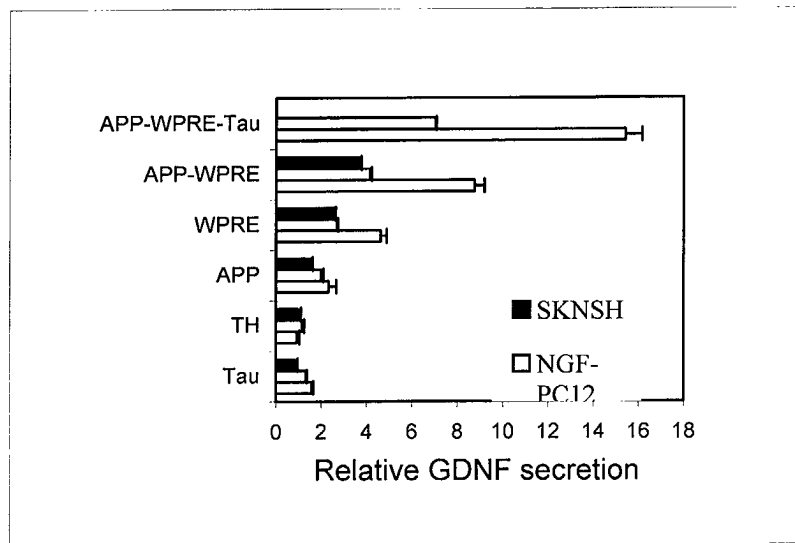 APP-WPRE-Tau
APP-WPRE
WPRE
APP
TH
Tau
SKNSH
NGF-
PC12
0 2 4 6 8 10 12 14 16 18
Relative GDNF secretion